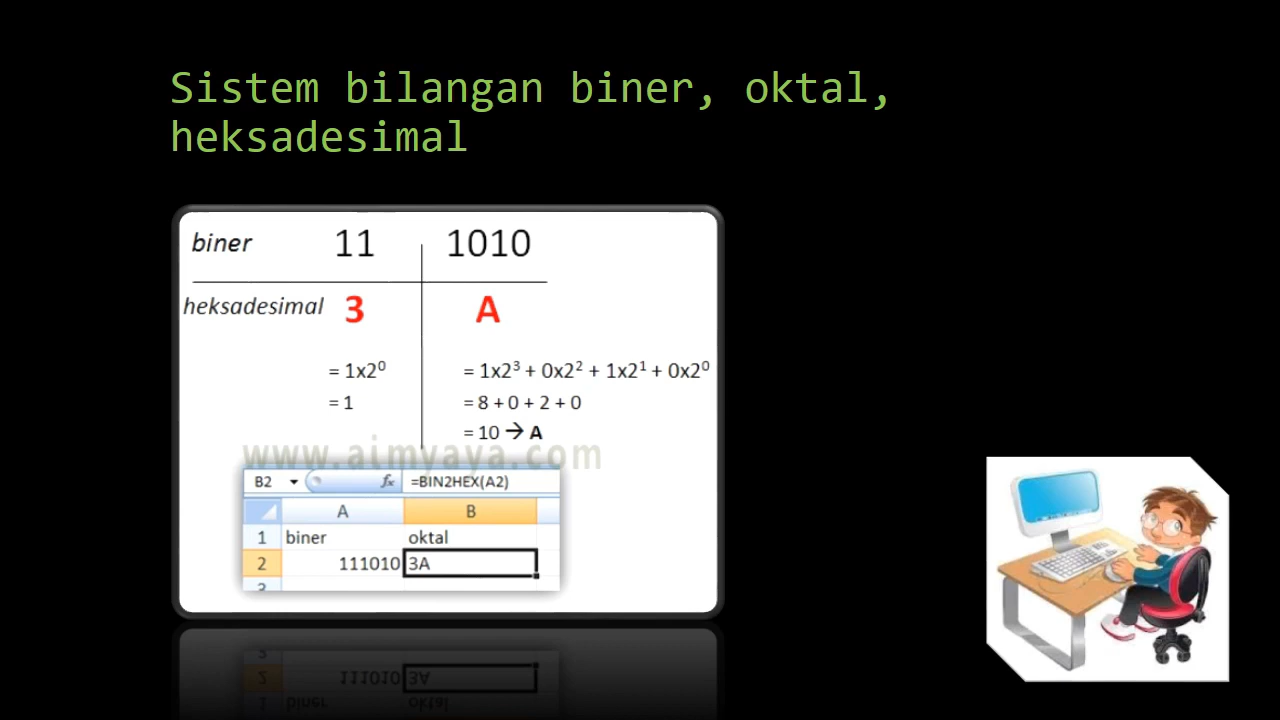 Sistem bilangan biner, oktal,
heksadesimal
biner 11 1010
heksadesimal 3 A
= 1x2⁰ = 1x2³ + 0x2² + 1x2¹ + 0x2⁰
= 1 = 8 + 0 + 2 + 0
= 10 → A
www.aimyaya.com
B2 fx =BIN2HEX(A2)
A B
1 biner oktal
2 111010 3A